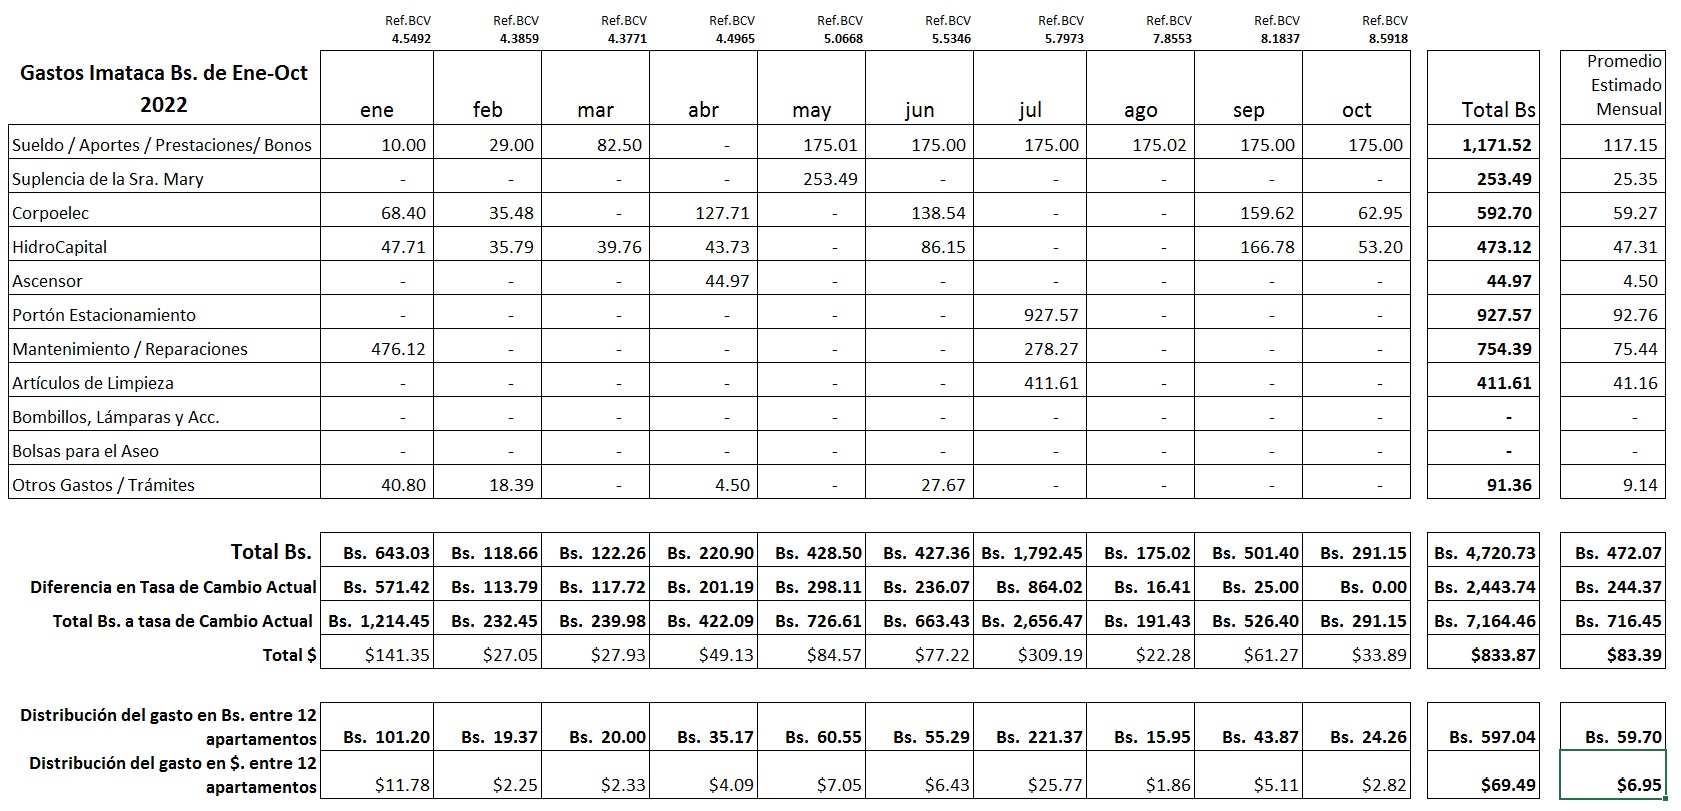 Ref.BCV Ref.BCV Ref.BCV Ref.BCV Ref.BCV Ref.BCV Ref.BCV Ref.BCV Ref.BCV Ref.BCV
4.5492 4.3859 4.3771 4.4965 5.0668 5.5346 5.7973 7.8553 8.1837 8.5918
Gastos Imataca Bs. de Ene-Oct
2022
ene feb mar abr may jun jul ago sep oct Total Bs
Promedio
Estimado
Mensual
Sueldo / Aportes / Prestaciones/ Bonos 10.00 29.00 82.50 - 175.01 175.00 175.00 175.02 175.00 175.00 1,171.52 117.15
Suplencia de la Sra. Mary - - - - 253.49 - - - - - 253.49 25.35
Corpoelec 68.40 35.48 - 127.71 - 138.54 - - 159.62 62.95 592.70 59.27
HidroCapital 47.71 35.79 39.76 43.73 - 86.15 - - 166.78 53.20 473.12 47.31
Ascensor - - - 44.97 - - - - - - 44.97 4.50
Portón Estacionamiento - - - - - - 927.57 - - - 927.57 92.76
Mantenimiento / Reparaciones 476.12 - - - - - 278.27 - - - 754.39 75.44
Artículos de Limpieza - - - - - - 411.61 - - - 411.61 41.16
Bombillos, Lámparas y Acc. - - - - - - - - - - - -
Bolsas para el Aseo - - - - - - - - - - - -
Otros Gastos / Trámites 40.80 18.39 - 4.50 - 27.67 - - - - 91.36 9.14
Total Bs. Bs. 643.03 Bs. 118.66 Bs. 122.26 Bs. 220.90 Bs. 428.50 Bs. 427.36 Bs. 1,792.45 Bs. 175.02 Bs. 501.40 Bs. 291.15 Bs. 4,720.73 Bs. 472.07
Diferencia en Tasa de Cambio Actual Bs. 571.42 Bs. 113.79 Bs. 117.72 Bs. 201.19 Bs. 298.11 Bs. 236.07 Bs. 864.02 Bs. 16.41 Bs. 25.00 Bs. 0.00 Bs. 2,443.74 Bs. 244.37
Total Bs. a tasa de Cambio Actual Bs. 1,214.45 Bs. 232.45 Bs. 239.98 Bs. 422.09 Bs. 726.61 Bs. 663.43 Bs. 2,656.47 Bs. 191.43 Bs. 526.40 Bs. 291.15 Bs. 7,164.46 Bs. 716.45
Total $ $141.35 $27.05 $27.93 $49.13 $84.57 $77.22 $309.19 $22.28 $61.27 $33.89 $833.87 $83.39
Distribución del gasto en Bs. entre 12
apartamentos Bs. 101.20 Bs. 19.37 Bs. 20.00 Bs. 35.17 Bs. 60.55 Bs. 55.29 Bs. 221.37 Bs. 15.95 Bs. 43.87 Bs. 24.26 Bs. 597.04 Bs. 59.70
Distribución del gasto en $. entre 12
apartamentos $11.78 $2.25 $2.33 $4.09 $7.05 $6.43 $25.77 $1.86 $5.11 $2.82 $69.49 $6.95